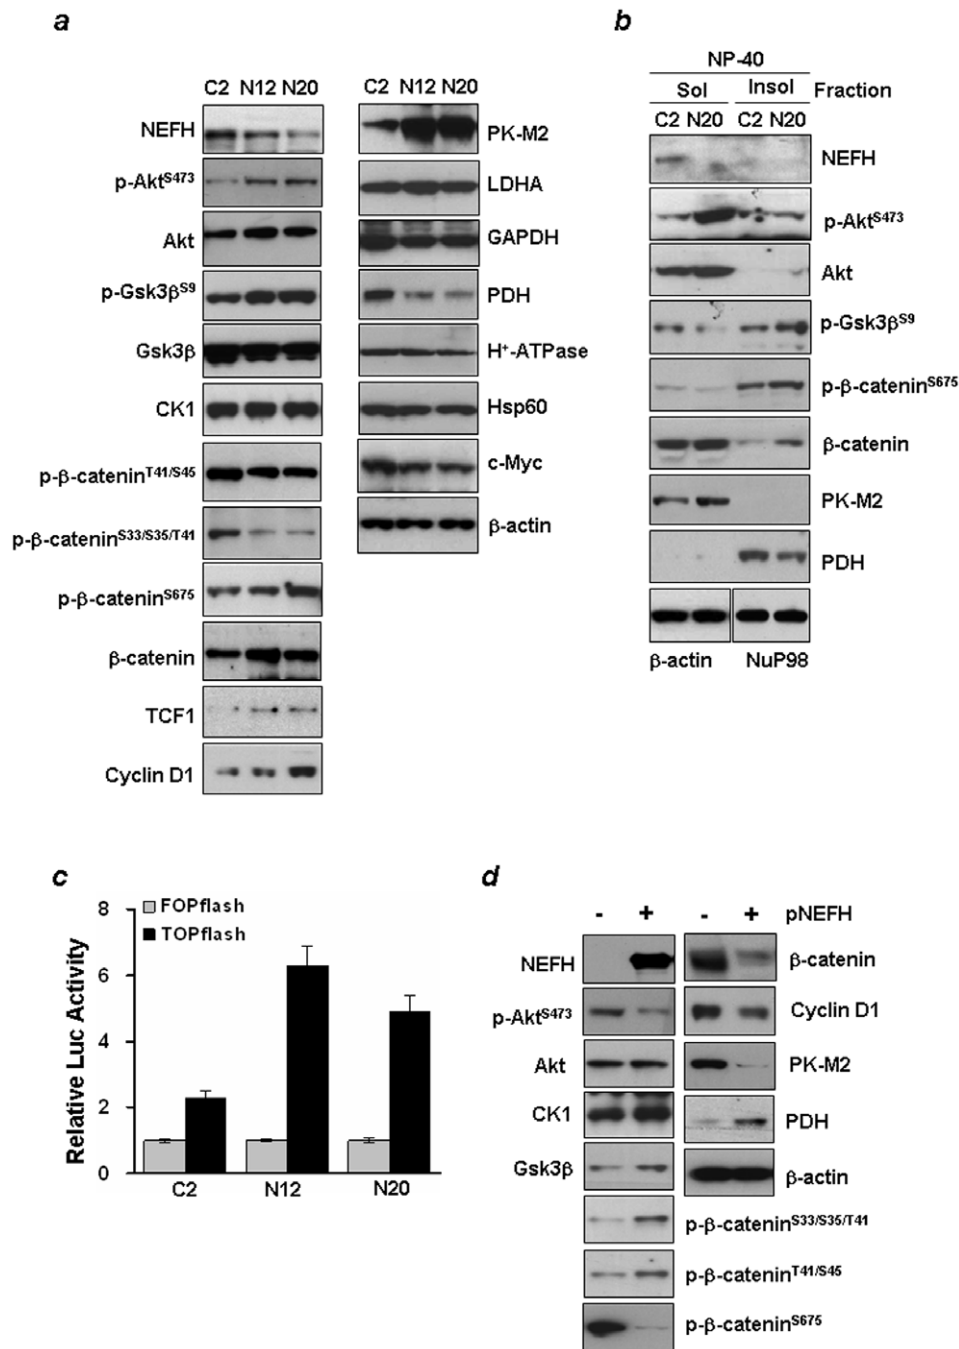 a
C2 N12 N20
NEFH
p-Akt^S473
Akt
p-Gsk3β^S9
Gsk3β
CK1
p-β-catenin^T41/S45
p-β-catenin^S33/S35/T41
p-β-catenin^S675
β-catenin
TCF1
Cyclin D1
C2 N12 N20
PK-M2
LDHA
GAPDH
PDH
H⁺-ATPase
Hsp60
c-Myc
β-actin
b
NP-40
Sol Insol Fraction
C2 N20 C2 N20
NEFH
p-Akt^S473
Akt
p-Gsk3β^S9
p-β-catenin^S675
β-catenin
PK-M2
PDH
β-actin NuP98
c
FOPflash
TOPflash
Relative Luc Activity
8
6
4
2
0
C2 N12 N20
d
- + - + pNEFH
NEFH
p-Akt^S473
Akt
CK1
Gsk3β
p-β-catenin^S33/S35/T41
p-β-catenin^T41/S45
p-β-catenin^S675
β-catenin
Cyclin D1
PK-M2
PDH
β-actin